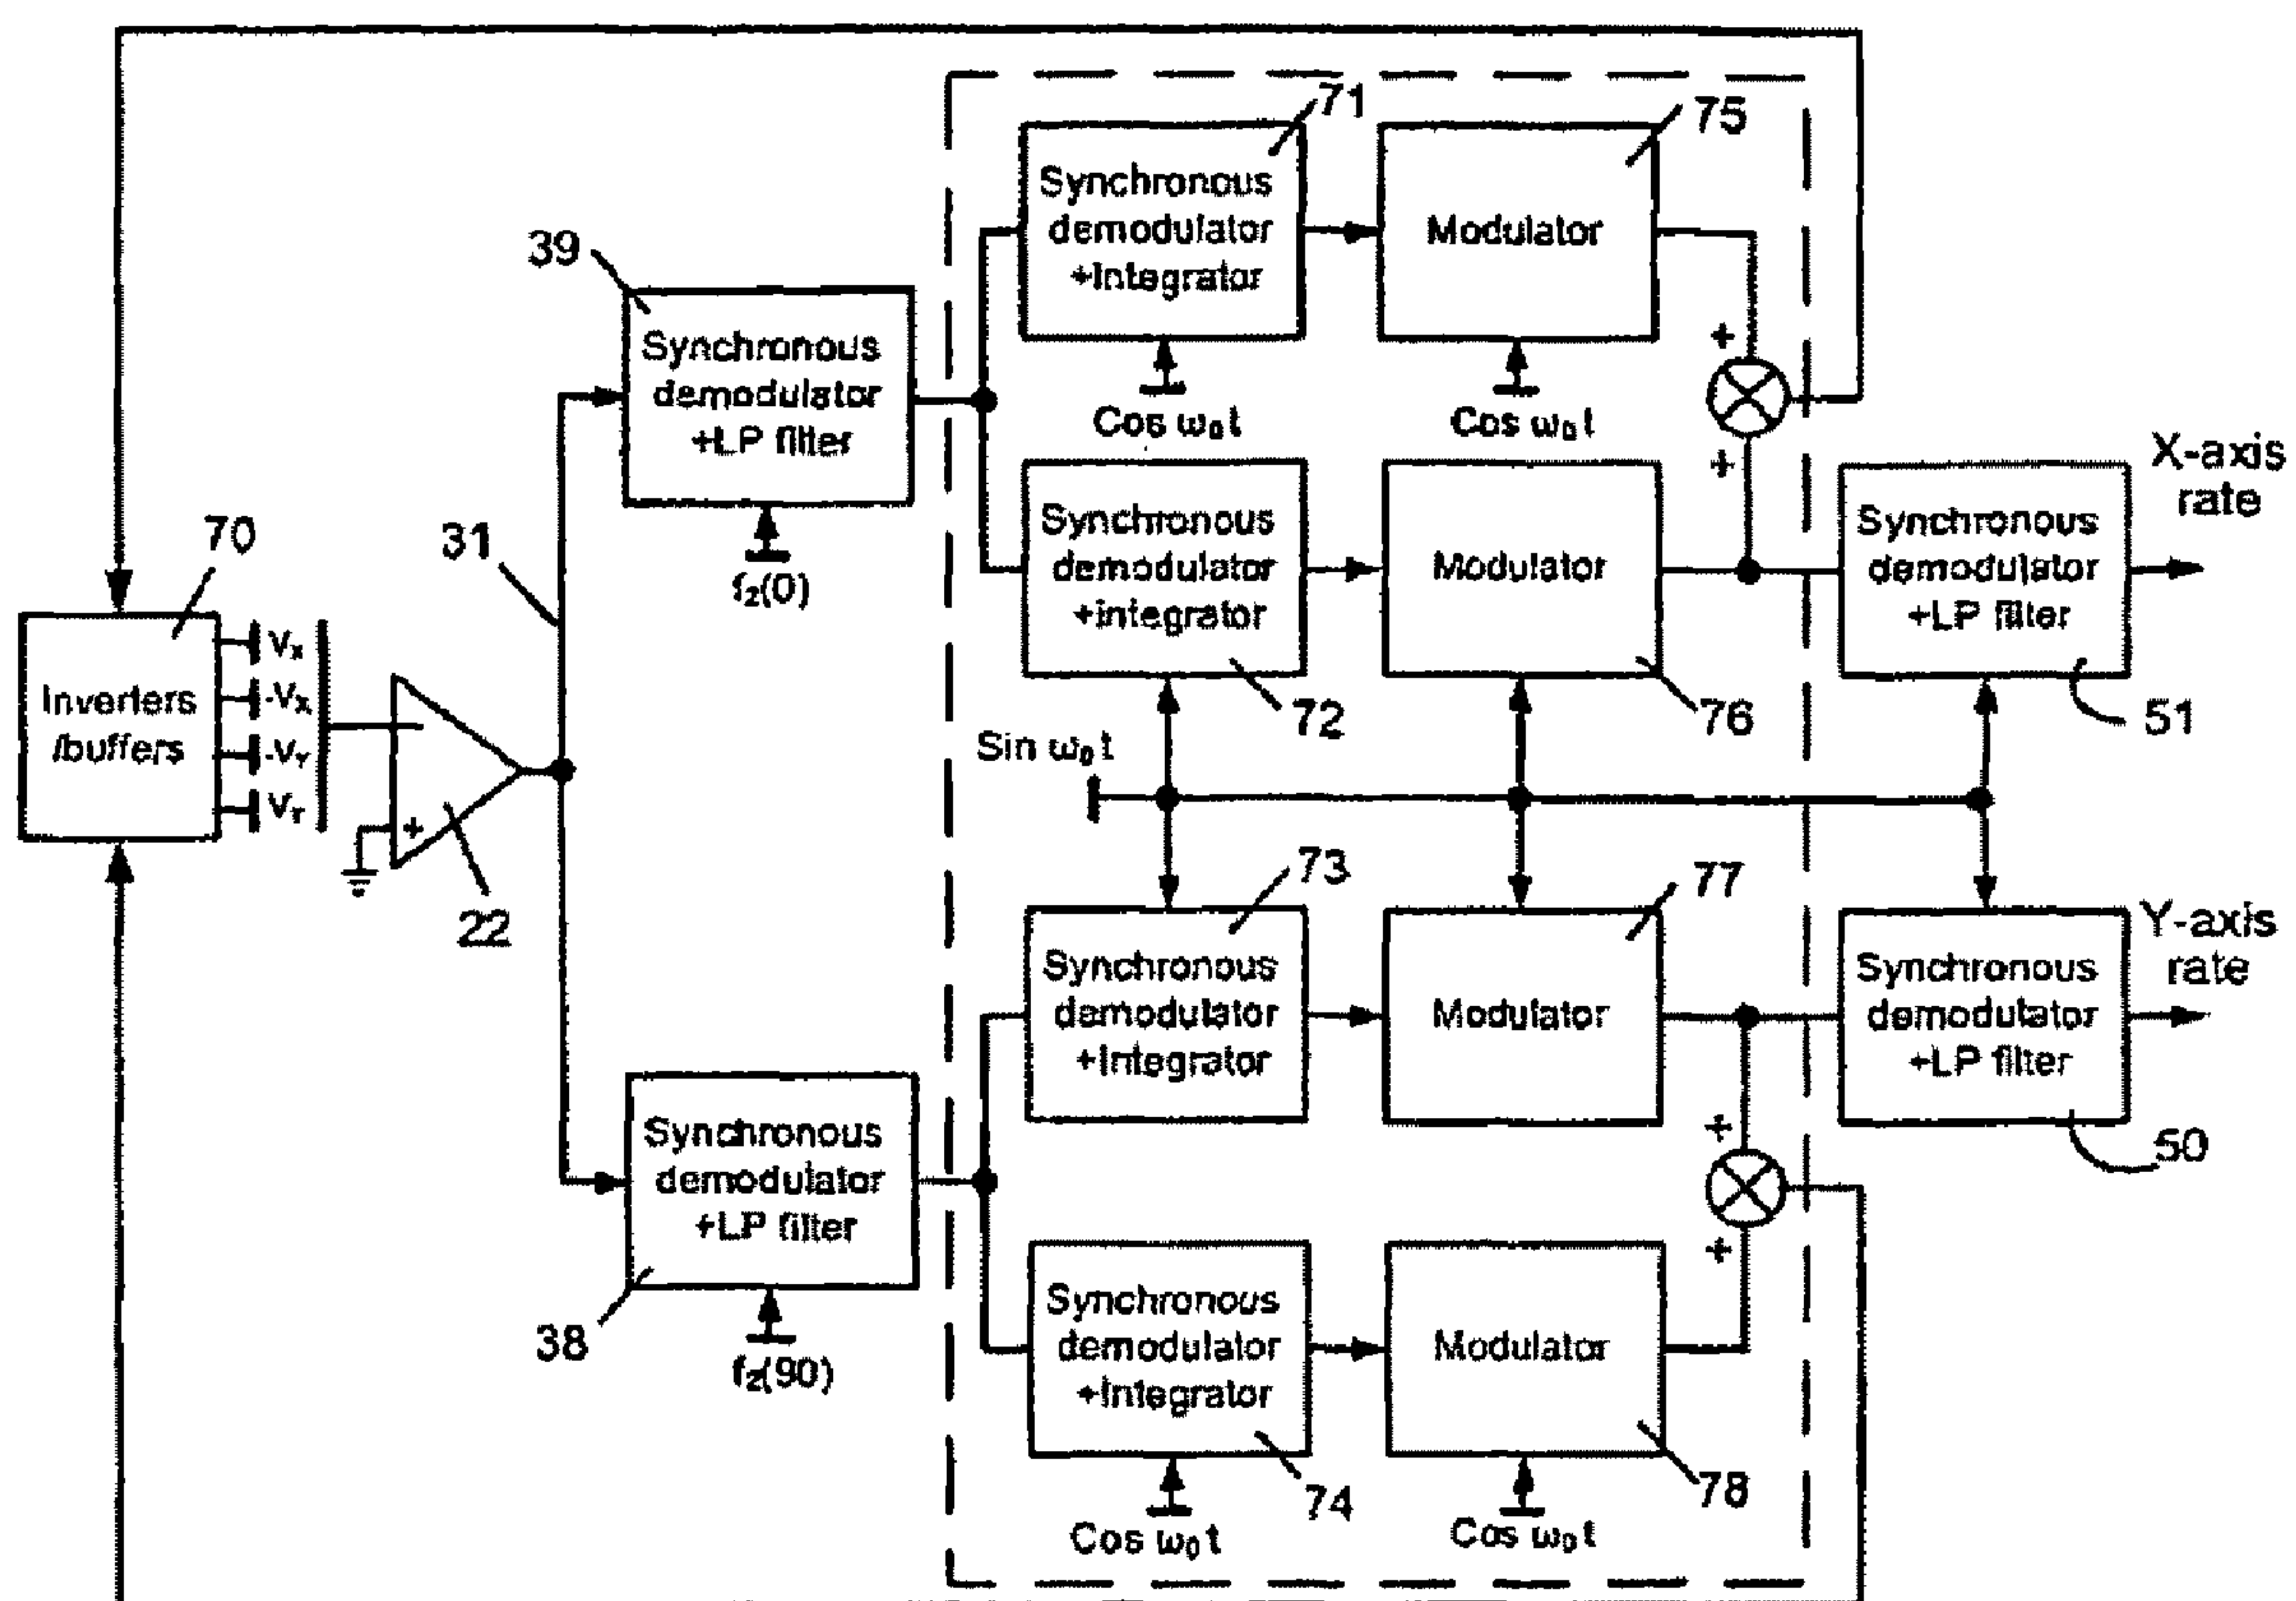 71
75
Synchronous
demodulator
+Integrator
Modulator
39
Synchronous
demodulator
+LP filter
+
Cos ω₀t
Cos ω₀t
+
X-axis
rate
f₂(0)
31
70
Synchronous
demodulator
+integrator
Modulator
Synchronous
demodulator
+LP filter
Inverters
/buffers
Vₓ
-Vₓ
-Vᵧ
+
22
72
76
51
Sin ω₀t
73
77
Y-axis
rate
Synchronous
demodulator
+Integrator
Modulator
Synchronous
demodulator
+LP filter
Synchronous
demodulator
+LP filter
+
50
+
38
f₂(90)
Synchronous
demodulator
+Integrator
Modulator
74
78
Cos ω₀t
Cos ω₀t